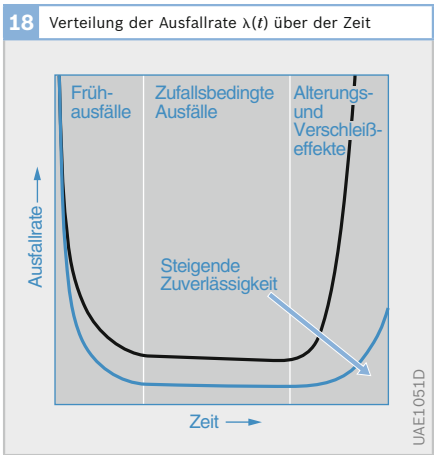 18 Verteilung der Ausfallrate λ(t) über der Zeit
Früh-
ausfälle
Zufallsbedingte
Ausfälle
Alterungs-
und
Verschleiß-
effekte
Ausfallrate
Steigende
Zuverlässigkeit
Zeit
UAE1051D